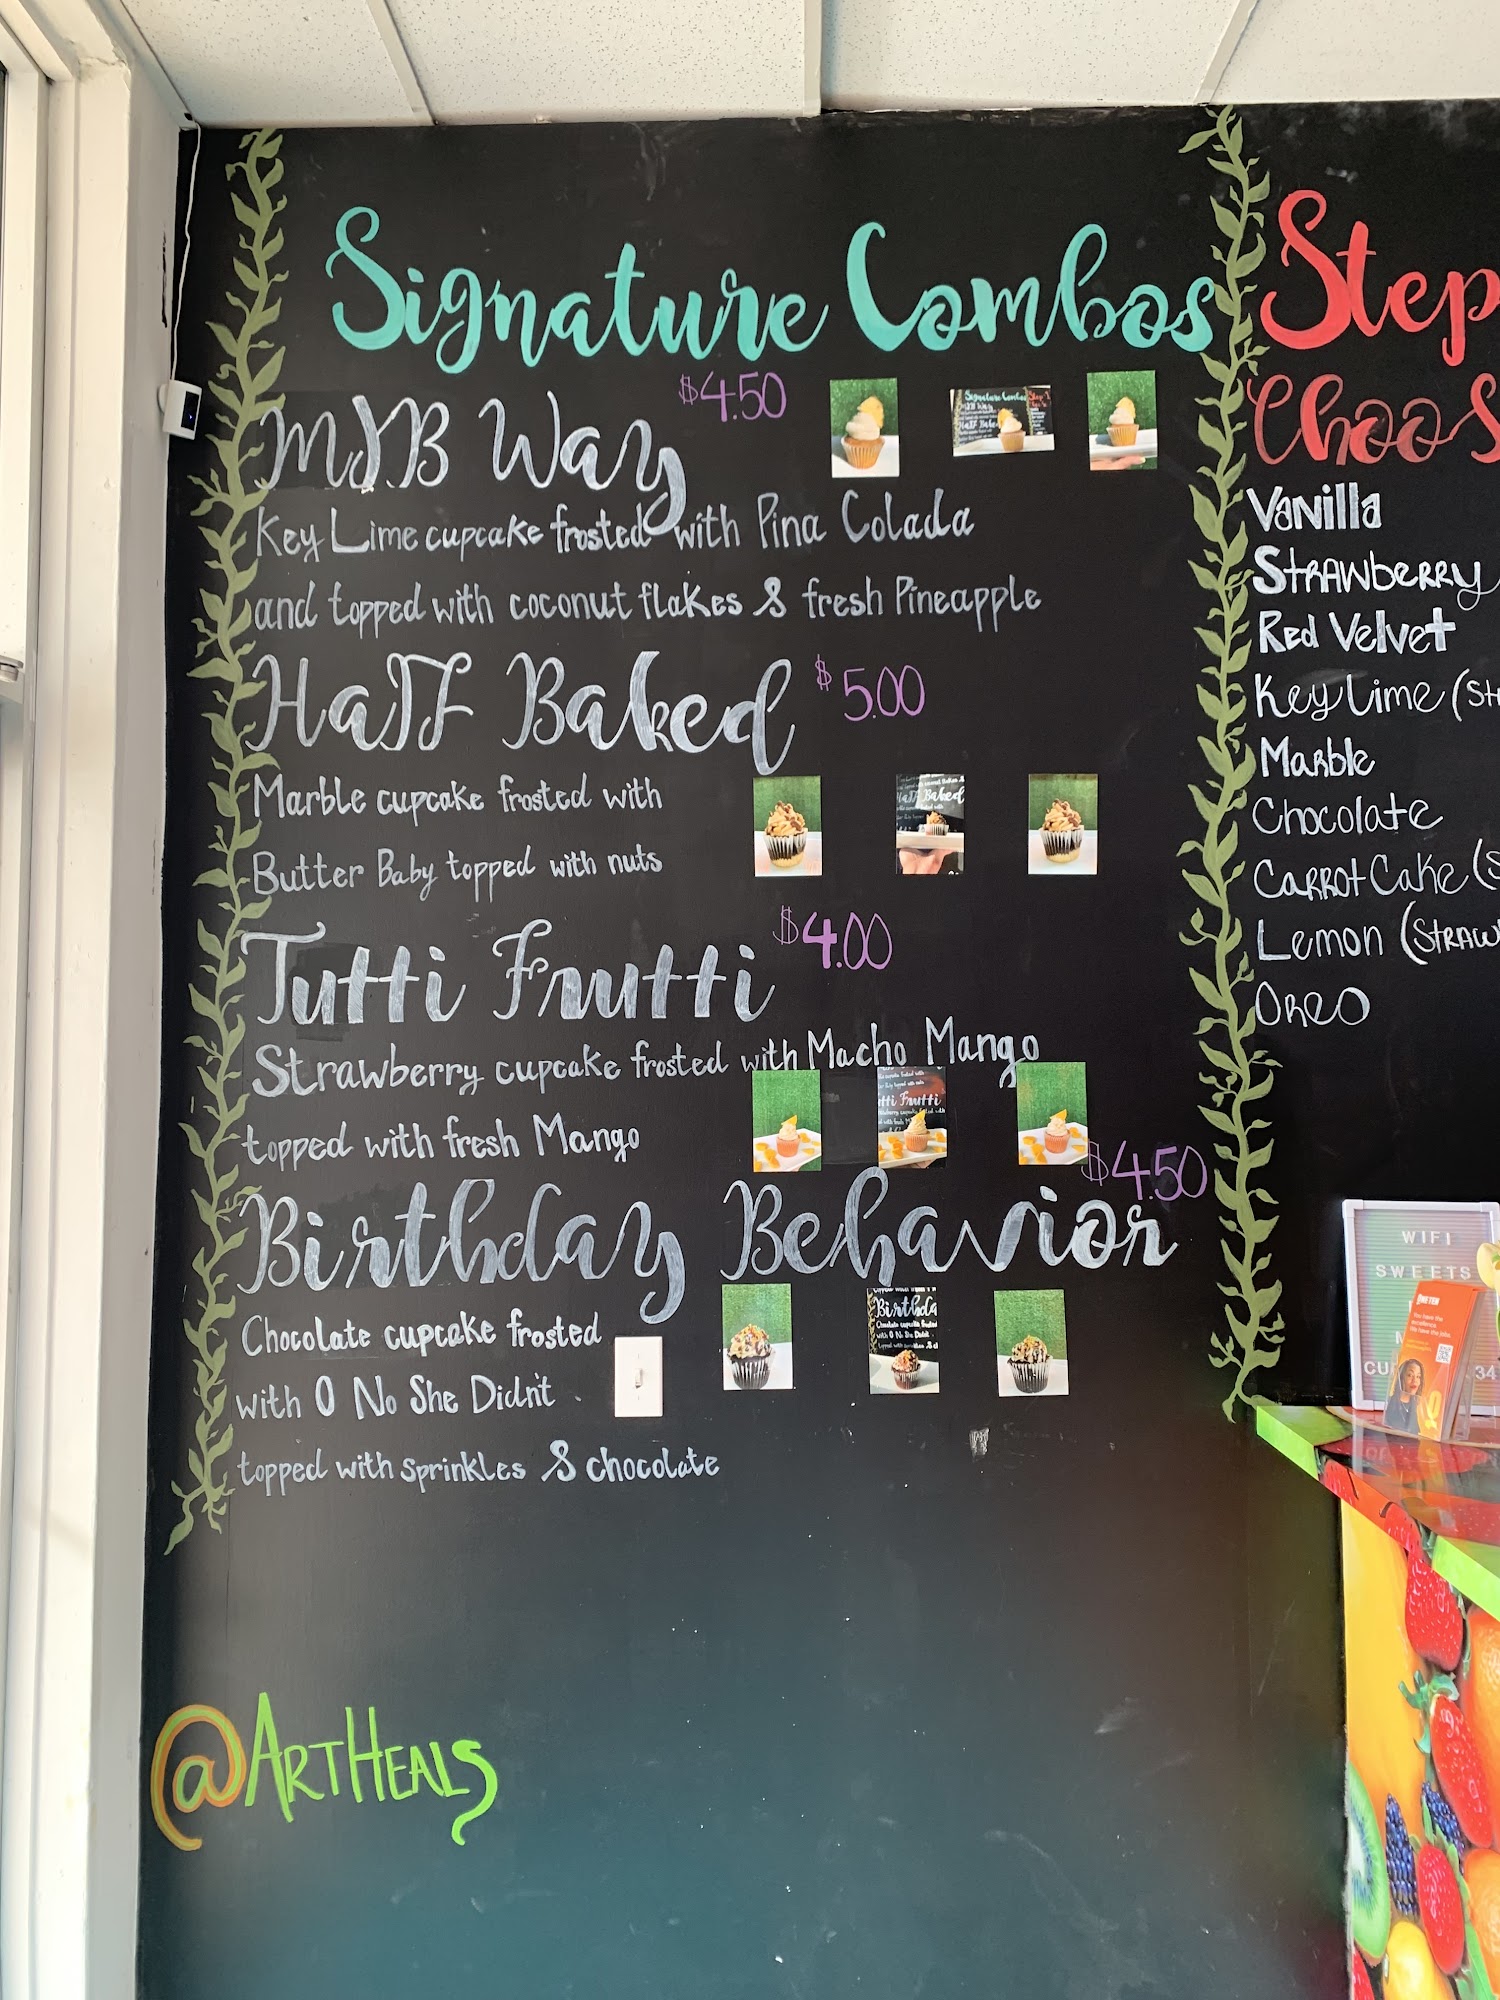 Signature Combos
$4.50
MJB Way
Key Lime cupcake frosted with Pina Colada
and topped with coconut flakes & fresh Pineapple
Half Baked
$5.00
Marble cupcake frosted with
Butter Baby topped with nuts
Tutti Frutti
$4.00
Strawberry cupcake frosted with Macho Mango
topped with fresh Mango
$4.50
Birthday Behavior
Chocolate cupcake frosted
with O No She Didn't
topped with sprinkles & chocolate
@ArtHeals
Step
Choos
Vanilla
Strawberry
Red Velvet
Key Lime (St
Marble
Chocolate
Carrot Cake (S
Lemon (Straw
Oreo
WIFI
SWEETS